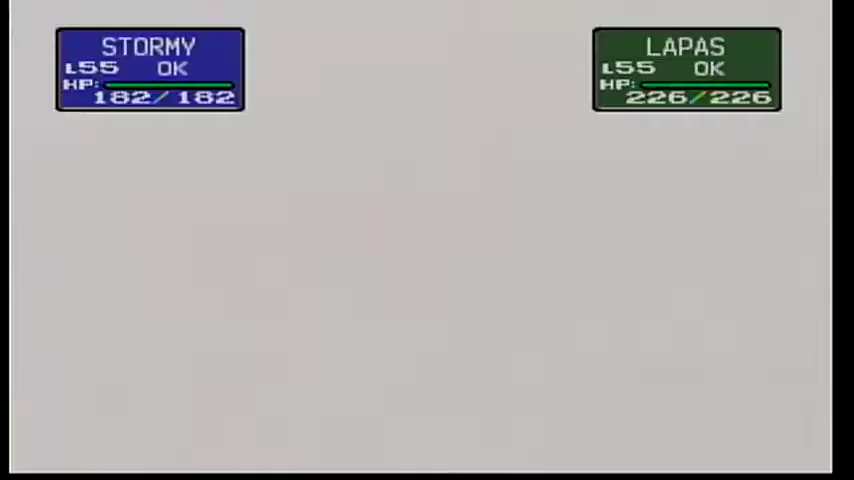 STORMY
L55 OK
HP:
182/182
LAPAS
L55 OK
HP:
226/226